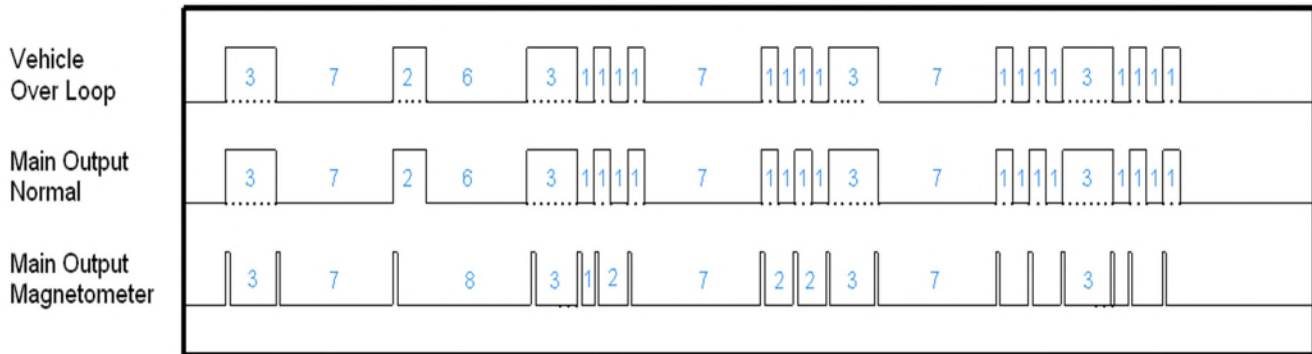 Vehicle
Over Loop
3 7 2 6 3 1 1 1 1 7 1 1 1 1 3 7 1 1 1 1 3 1 1 1 1
Main Output
Normal
3 7 2 6 3 1 1 1 1 7 1 1 1 1 3 7 1 1 1 1 3 1 1 1 1
Main Output
Magnetometer
3 7 8 3 1 2 7 2 2 3 7 3